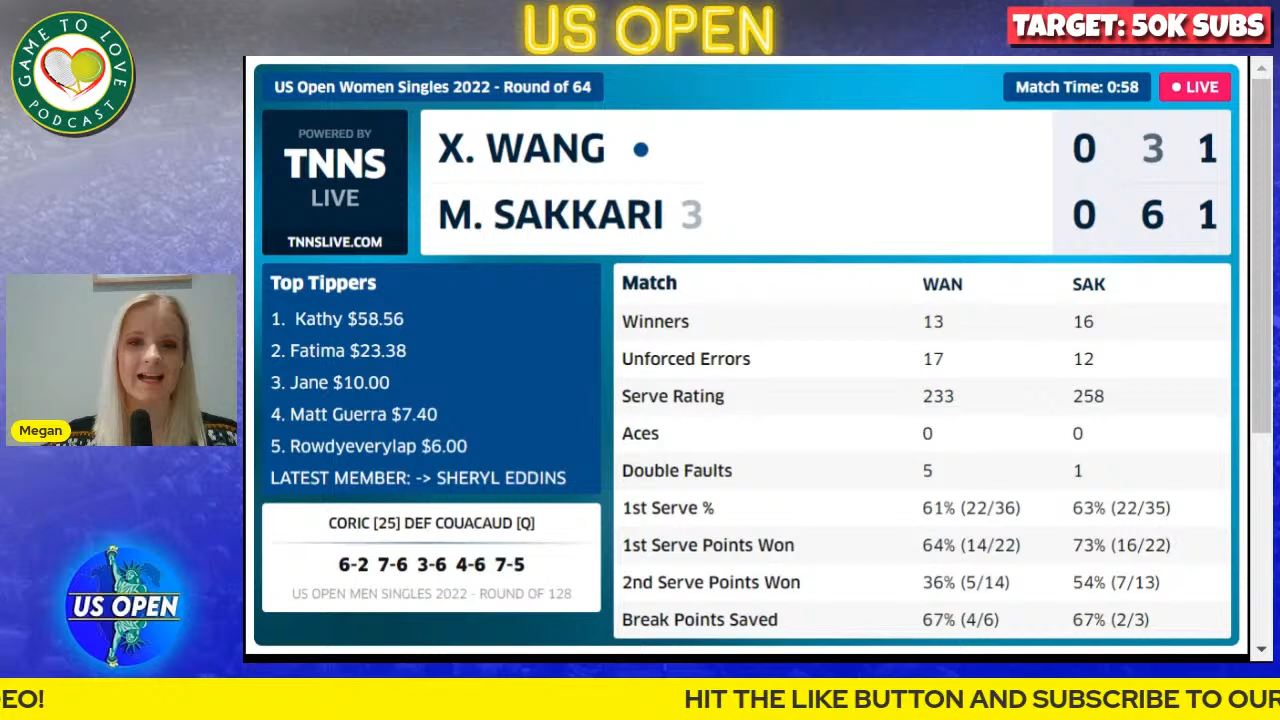 GAME TO LOVE
PODCAST
US OPEN
TARGET: 50K SUBS
US Open Women Singles 2022 - Round of 64
Match Time: 0:58
LIVE
POWERED BY
TNNS
LIVE
TNNSLIVE.COM
X. WANG 0 3 1
M. SAKKARI 3 0 6 1
Top Tippers
1. Kathy $58.56
2. Fatima $23.38
3. Jane $10.00
4. Matt Guerra $7.40
5. Rowdyeverylap $6.00
LATEST MEMBER: -> SHERYL EDDINS
CORIC [25] DEF COUACAUD [Q]
6-2 7-6 3-6 4-6 7-5
US OPEN MEN SINGLES 2022 - ROUND OF 128
Match WAN SAK
Winners 13 16
Unforced Errors 17 12
Serve Rating 233 258
Aces 0 0
Double Faults 5 1
1st Serve % 61% (22/36) 63% (22/35)
1st Serve Points Won 64% (14/22) 73% (16/22)
2nd Serve Points Won 36% (5/14) 54% (7/13)
Break Points Saved 67% (4/6) 67% (2/3)
Megan
US OPEN
EO! HIT THE LIKE BUTTON AND SUBSCRIBE TO OUR